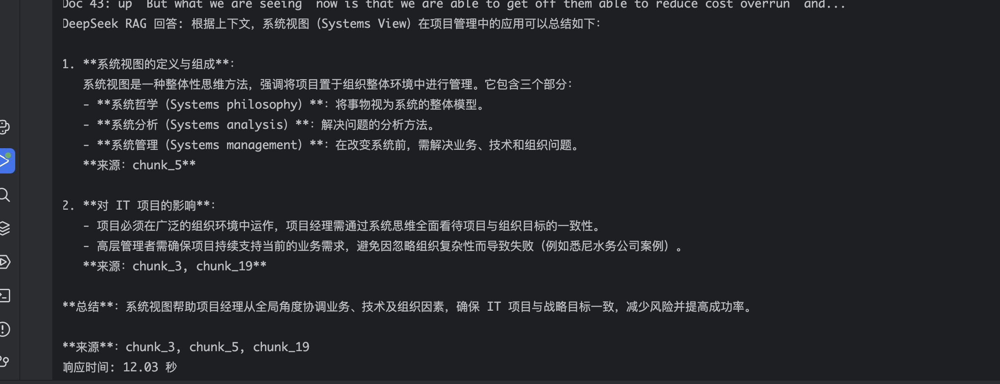 Doc 43: up  But what we are seeing  now is that we are able to get off them able to reduce cost overrun  and...
DeepSeek RAG 回答: 根据上下文，系统视图（Systems View）在项目管理中的应用可以总结如下：
1. **系统视图的定义与组成**：
系统视图是一种整体性思维方法，强调将项目置于组织整体环境中进行管理。它包含三个部分：
- **系统哲学（Systems philosophy）**：将事物视为系统的整体模型。
- **系统分析（Systems analysis）**：解决问题的分析方法。
- **系统管理（Systems management）**：在改变系统前，需解决业务、技术和组织问题。
**来源：chunk_5**
2. **对 IT 项目的影响**：
- 项目必须在广泛的组织环境中运作，项目经理需通过系统思维全面看待项目与组织目标的一致性。
- 高层管理者需确保项目持续支持当前的业务需求，避免因忽略组织复杂性而导致失败（例如悉尼水务公司案例）。
**来源：chunk_3, chunk_19**
**总结**：系统视图帮助项目经理从全局角度协调业务、技术及组织因素，确保 IT 项目与战略目标一致，减少风险并提高成功率。
**来源**：chunk_3, chunk_5, chunk_19
响应时间: 12.03 秒